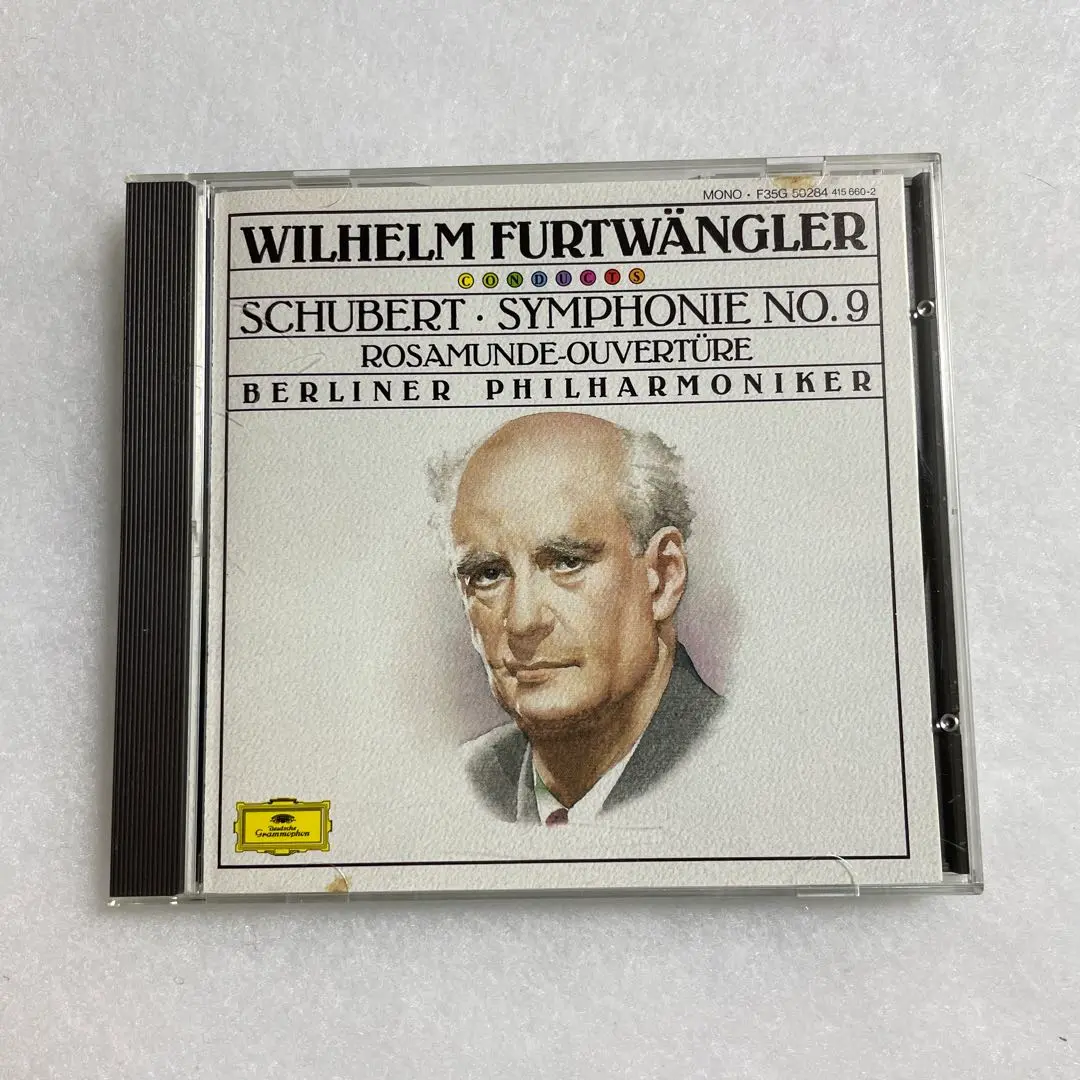 MONO · F35G 50284 415 660-2
WILHELM FURTWÄNGLER
CONDUCTS
SCHUBERT · SYMPHONIE NO. 9
ROSAMUNDE-OUVERTÜRE
BERLINER PHILHARMONIKER
Deutsche
Grammophon